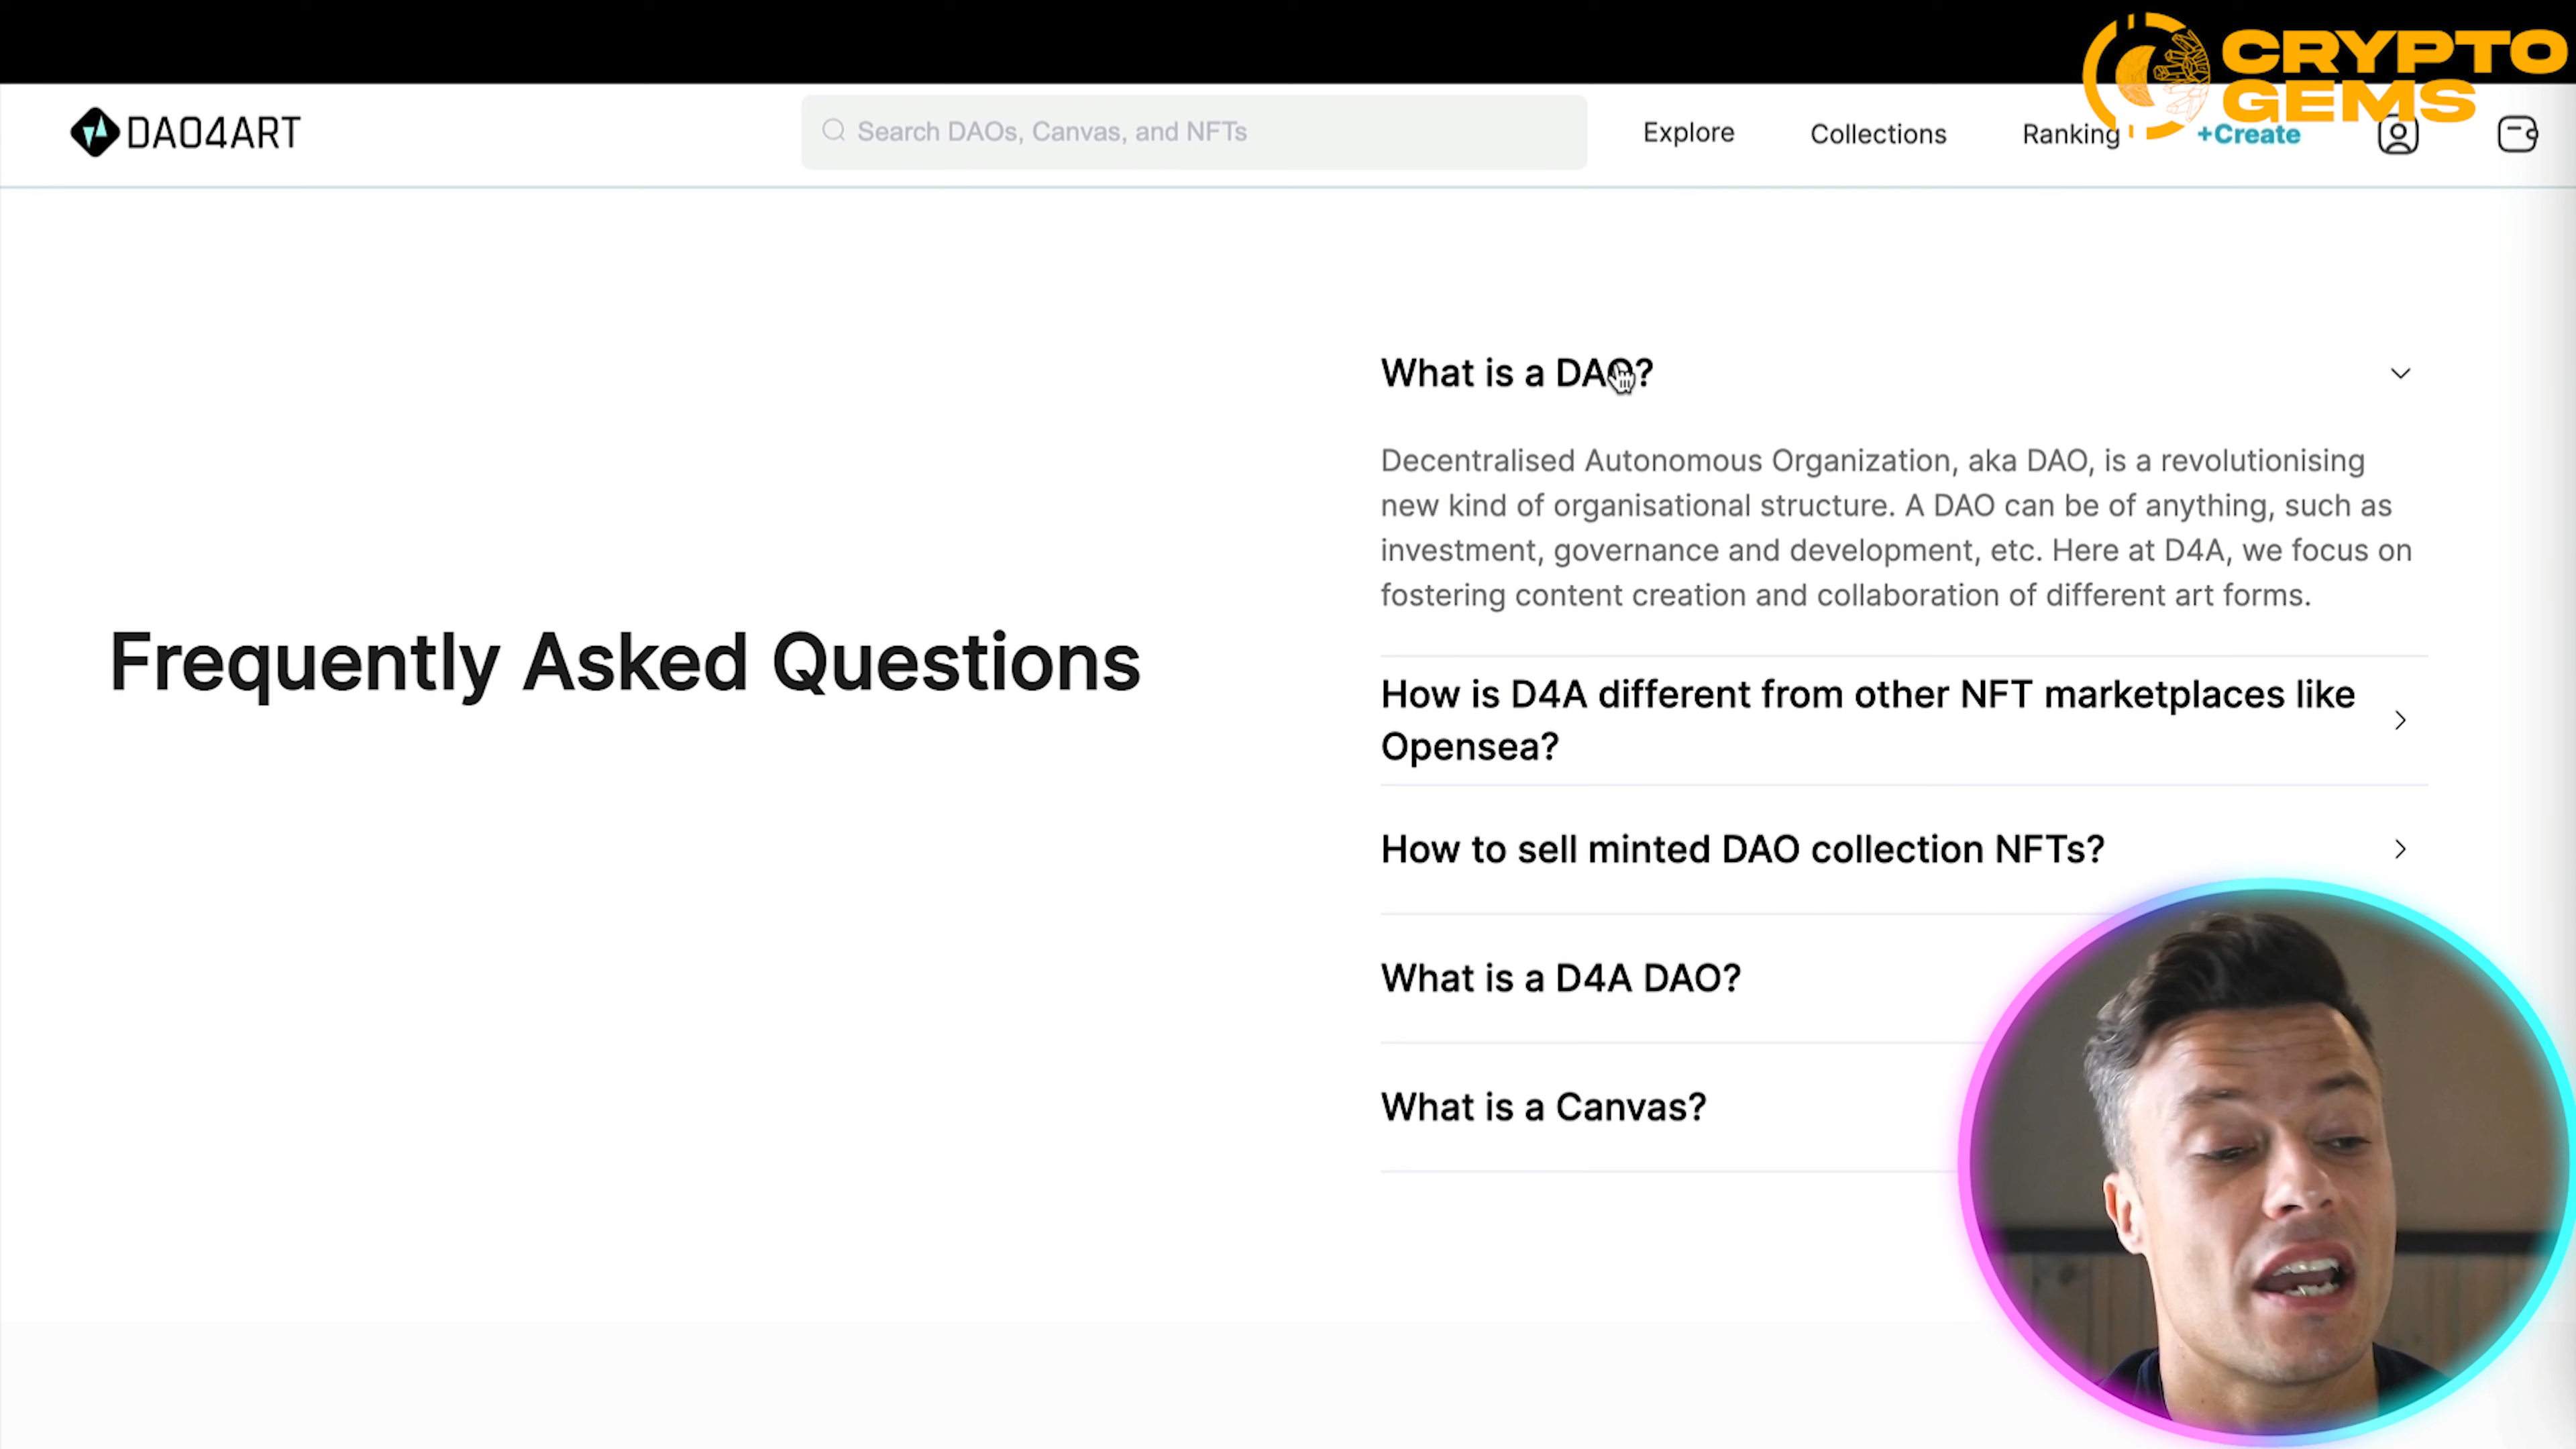 CRYPTO
GEMS
DAO4ART
Search DAOs, Canvas, and NFTs
Explore
Collections
Ranking
+Create
Frequently Asked Questions
What is a DAO?
Decentralised Autonomous Organization, aka DAO, is a revolutionising
new kind of organisational structure. A DAO can be of anything, such as
investment, governance and development, etc. Here at D4A, we focus on
fostering content creation and collaboration of different art forms.
How is D4A different from other NFT marketplaces like
Opensea?
How to sell minted DAO collection NFTs?
What is a D4A DAO?
What is a Canvas?